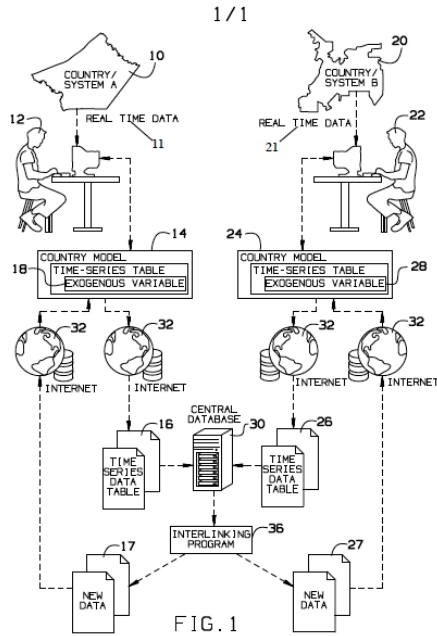 1/1
10
COUNTRY/
SYSTEM A
20
COUNTRY/
SYSTEM B
12
REAL TIME DATA
11
REAL TIME DATA
21
22
14
COUNTRY MODEL
TIME-SERIES TABLE
18
EXOGENOUS VARIABLE
24
COUNTRY MODEL
TIME-SERIES TABLE
EXOGENOUS VARIABLE
28
32
INTERNET
32
INTERNET
32
INTERNET
32
INTERNET
16
TIME
SERIES
DATA
TABLE
CENTRAL
DATABASE
30
26
TIME
SERIES
DATA
TABLE
INTERLINKING
PROGRAM
36
17
NEW
DATA
27
NEW
DATA
FIG.1